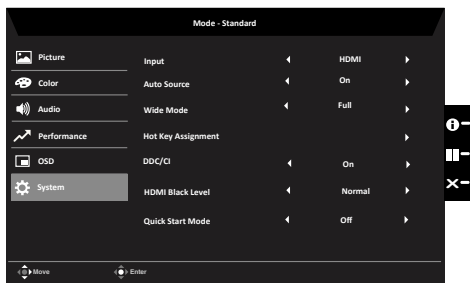 Mode - Standard
Picture
Color
Audio
Performance
OSD
System
Input HDMI
Auto Source On
Wide Mode Full
Hot Key Assignment
DDC/CI On
HDMI Black Level Normal
Quick Start Mode Off
Move Enter